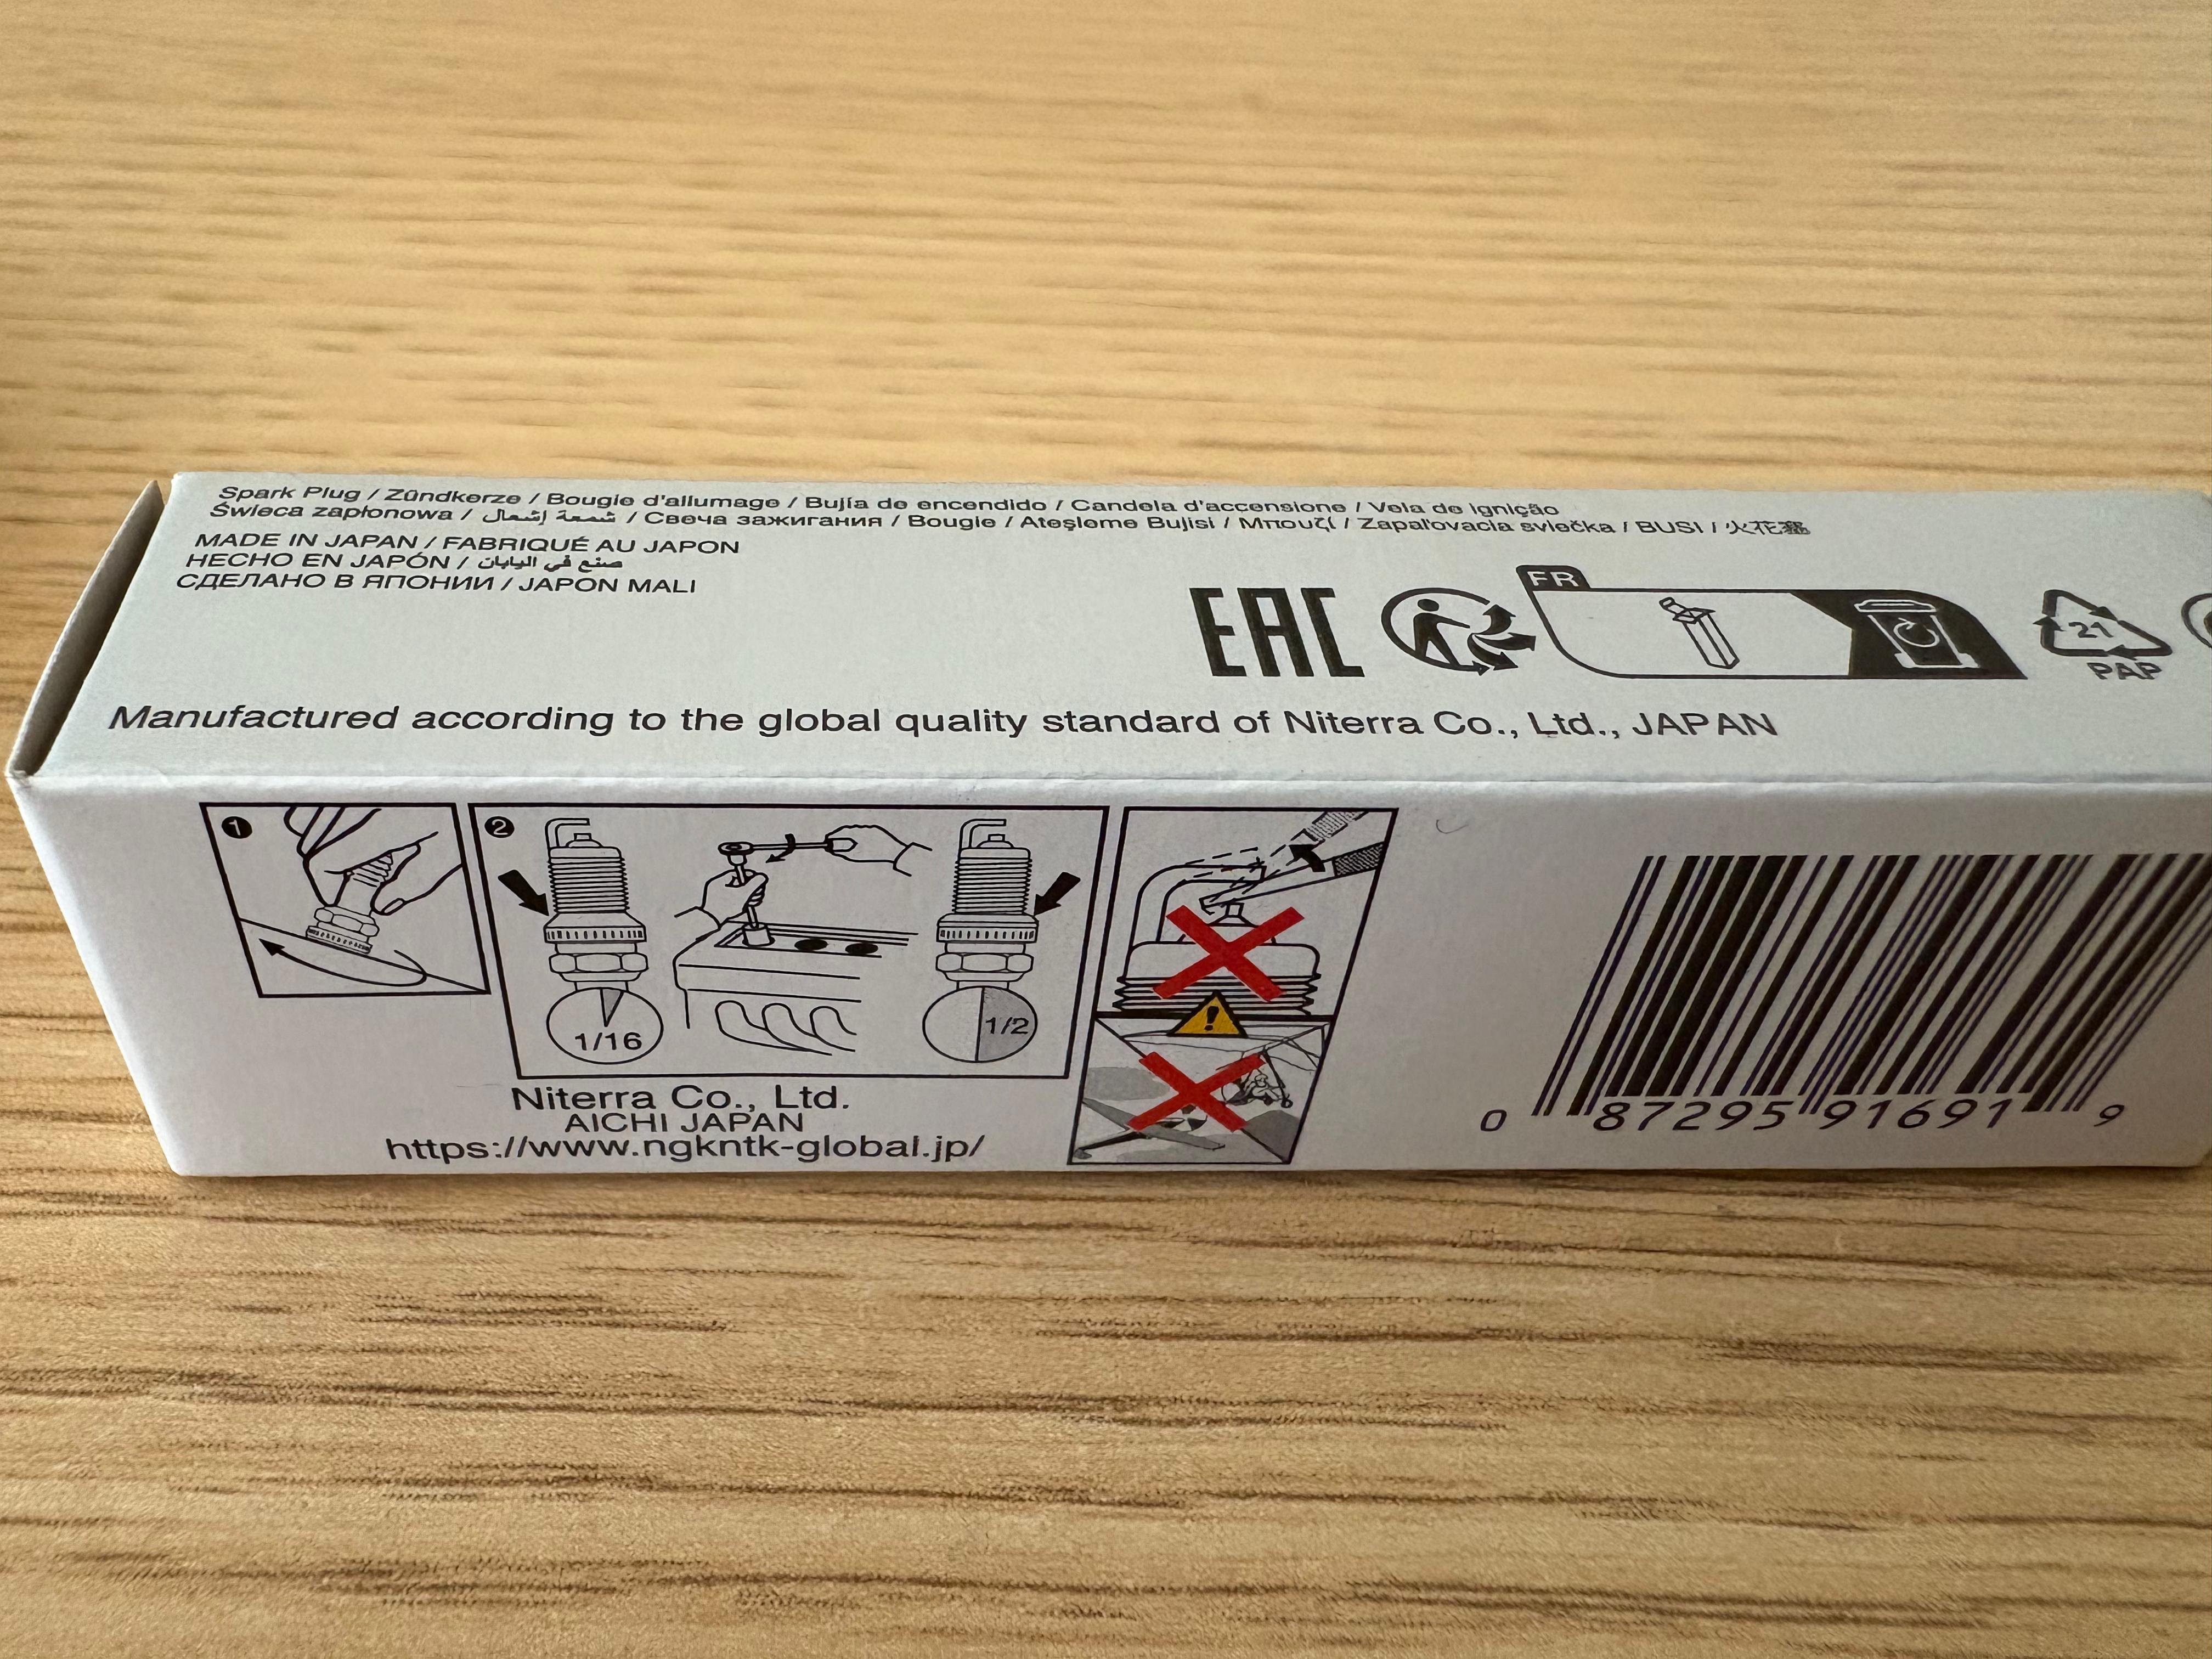 Spark Plug / Zündkerze / Bougie d'allumage / Bujía de encendido / Candela d'accensione / Vela de ignição
Świeca zapłonowa / شمعة إشعال / Свеча зажигания / Bougie / Ateşleme Bujisi / Μπουζί / Zapaľovacia sviečka / BUSI / 火花塞
MADE IN JAPAN / FABRIQUÉ AU JAPON
HECHO EN JAPÓN / صنع في اليابان
СДЕЛАНО В ЯПОНИИ / JAPON MALI
EAC
FR
21
PAP
Manufactured according to the global quality standard of Niterra Co., Ltd., JAPAN
1
2
1/16
1/2
!
Niterra Co., Ltd.
AICHI JAPAN
https://www.ngkntk-global.jp/
0 87295 91691 9